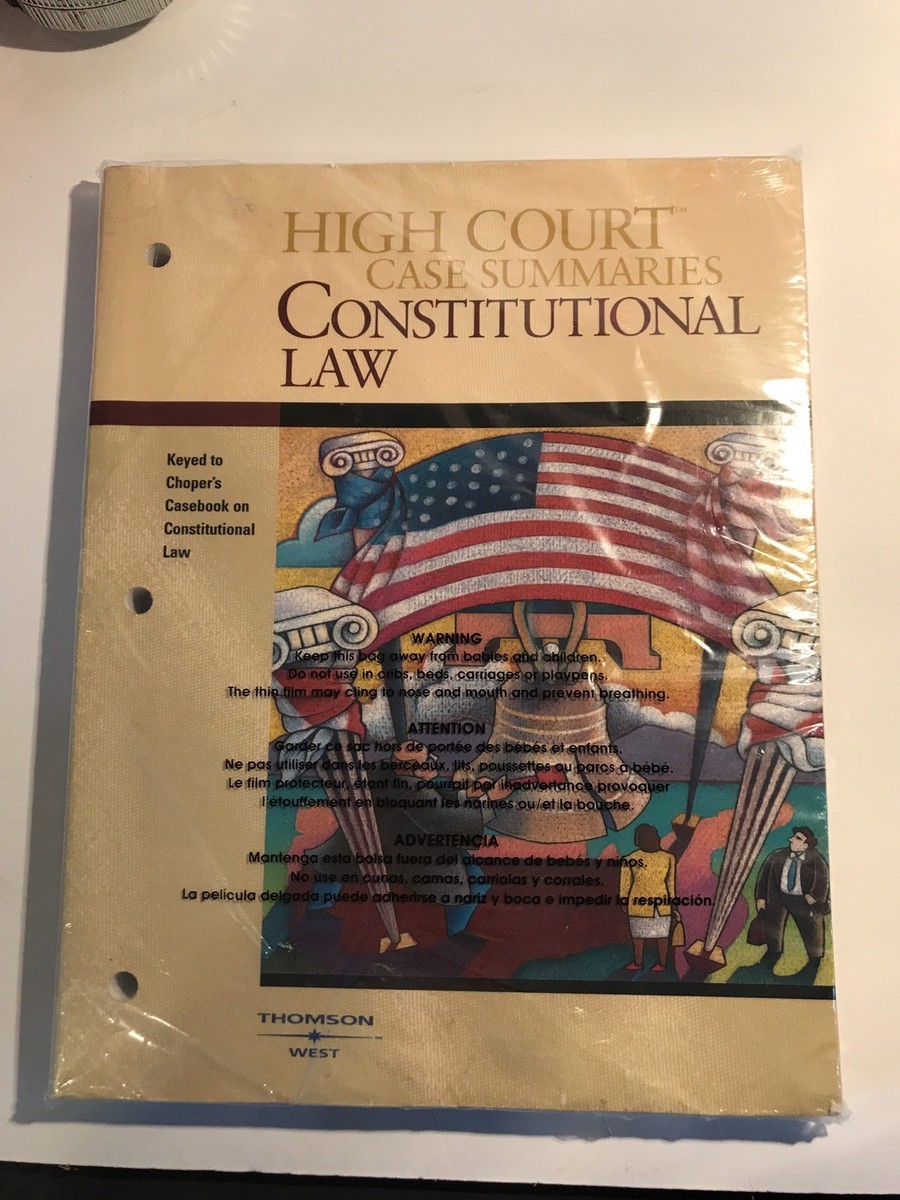 HIGH COURT™
CASE SUMMARIES
CONSTITUTIONAL
LAW
Keyed to
Choper's
Casebook on
Constitutional
Law
WARNING
Keep this bag away from babies and children.
Do not use in cribs, beds, carriages or playpens.
The thin film may cling to nose and mouth and prevent breathing.
ATTENTION
Garder ce sac hors de portée des bébés et enfants.
Ne pas utiliser dans les berceaux, lits, poussettes ou parcs a bébé.
Le film protecteur, étant fin, pourrait par inadvertance provoquer
l'étouffement en bloquant les narines ou/et la bouche.
ADVERTENCIA
Mantenga esta bolsa fuera del alcance de bebés y niños.
No use en cunas, camas, carriolas y corrales.
La pelicula delgada puede adherirse a nariz y boca e impedir la respiración.
THOMSON
™
WEST